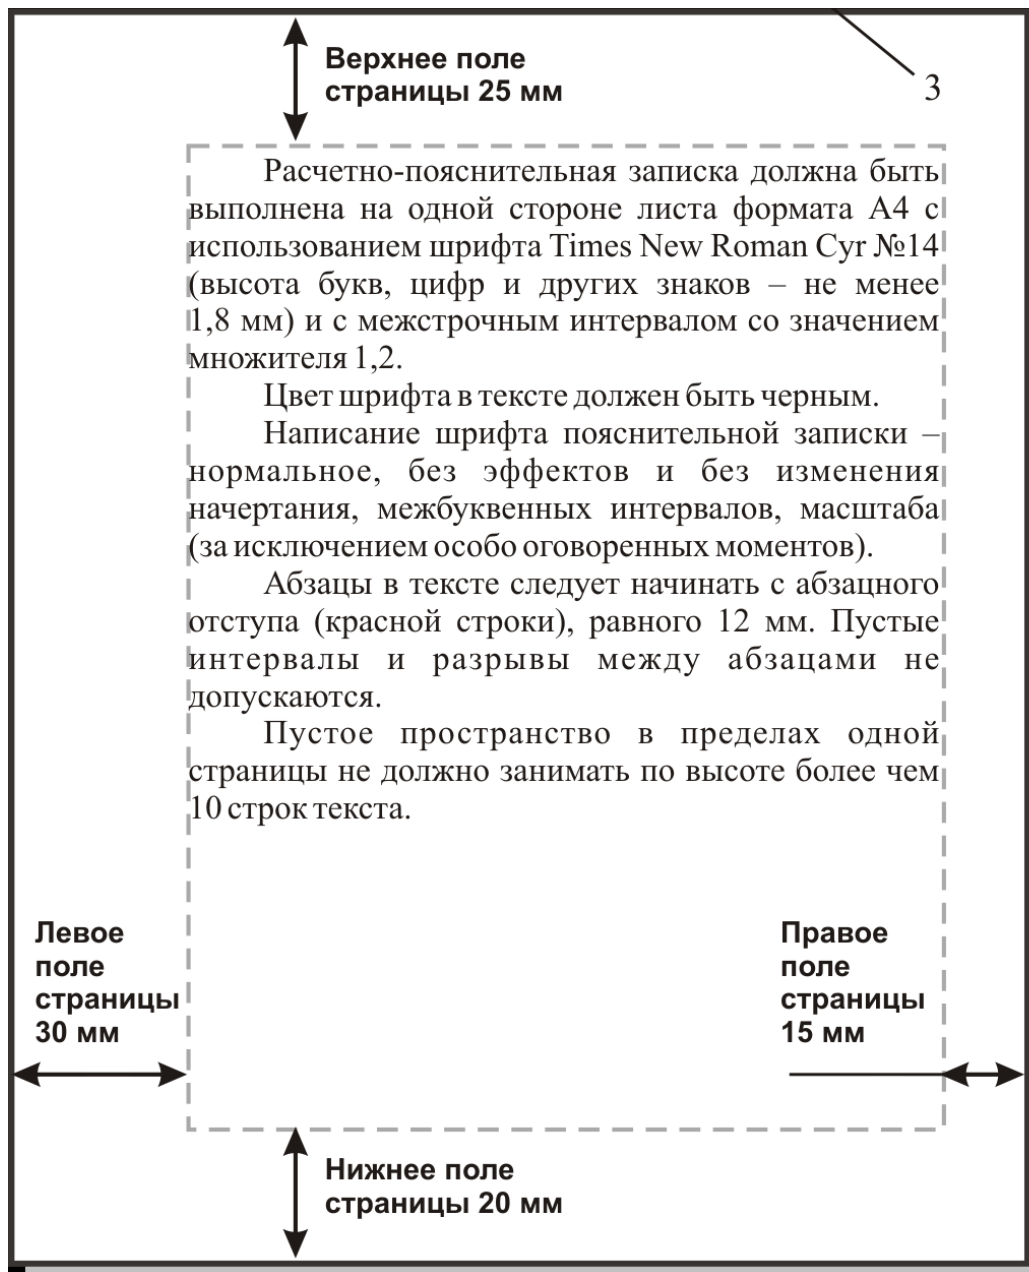 Верхнее поле
страницы 25 мм
3
Расчетно-пояснительная записка должна быть
выполнена на одной стороне листа формата А4 с
использованием шрифта Times New Roman Cyr №14
(высота букв, цифр и других знаков – не менее
1,8 мм) и с межстрочным интервалом со значением
множителя 1,2.
Цвет шрифта в тексте должен быть черным.
Написание шрифта пояснительной записки –
нормальное, без эффектов и без изменения
начертания, межбуквенных интервалов, масштаба
(за исключением особо оговоренных моментов).
Абзацы в тексте следует начинать с абзацного
отступа (красной строки), равного 12 мм. Пустые
интервалы и разрывы между абзацами не
допускаются.
Пустое пространство в пределах одной
страницы не должно занимать по высоте более чем
10 строк текста.
Левое
поле
страницы
30 мм
Правое
поле
страницы
15 мм
Нижнее поле
страницы 20 мм